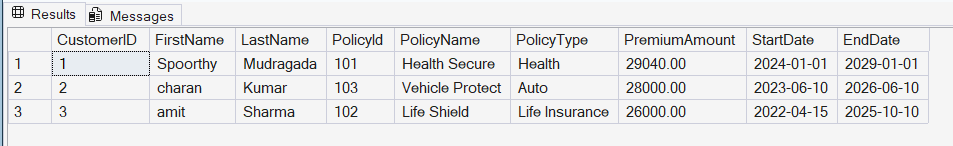 Results Messages
CustomerID FirstName LastName PolicyId PolicyName PolicyType PremiumAmount StartDate EndDate
1 1 Spoorthy Mudragada 101 Health Secure Health 29040.00 2024-01-01 2029-01-01
2 2 charan Kumar 103 Vehicle Protect Auto 28000.00 2023-06-10 2026-06-10
3 3 amit Sharma 102 Life Shield Life Insurance 26000.00 2022-04-15 2025-10-10